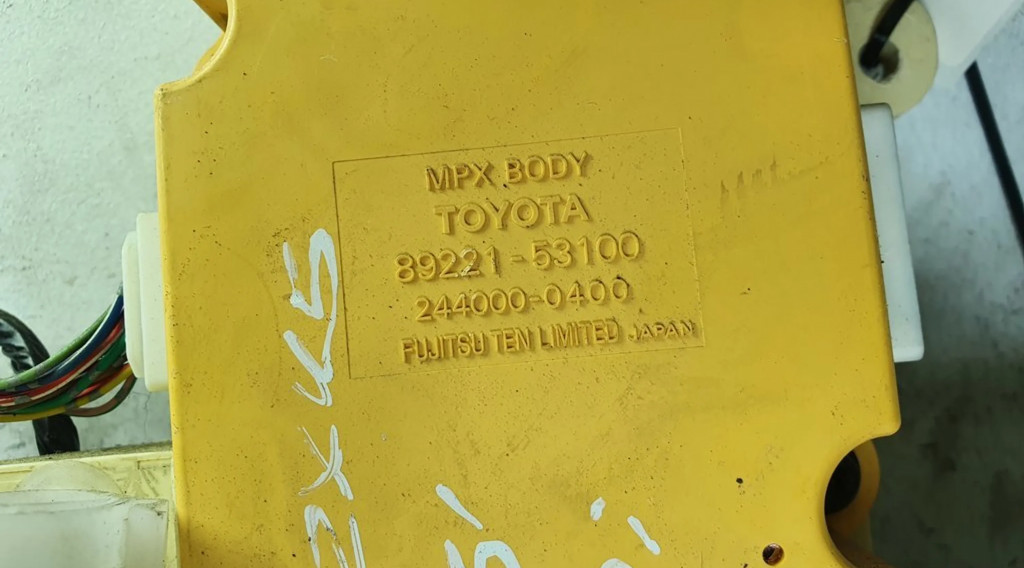 MPX BODY
TOYOTA
89221-53100
244000-0400
FUJITSU TEN LIMITED JAPAN